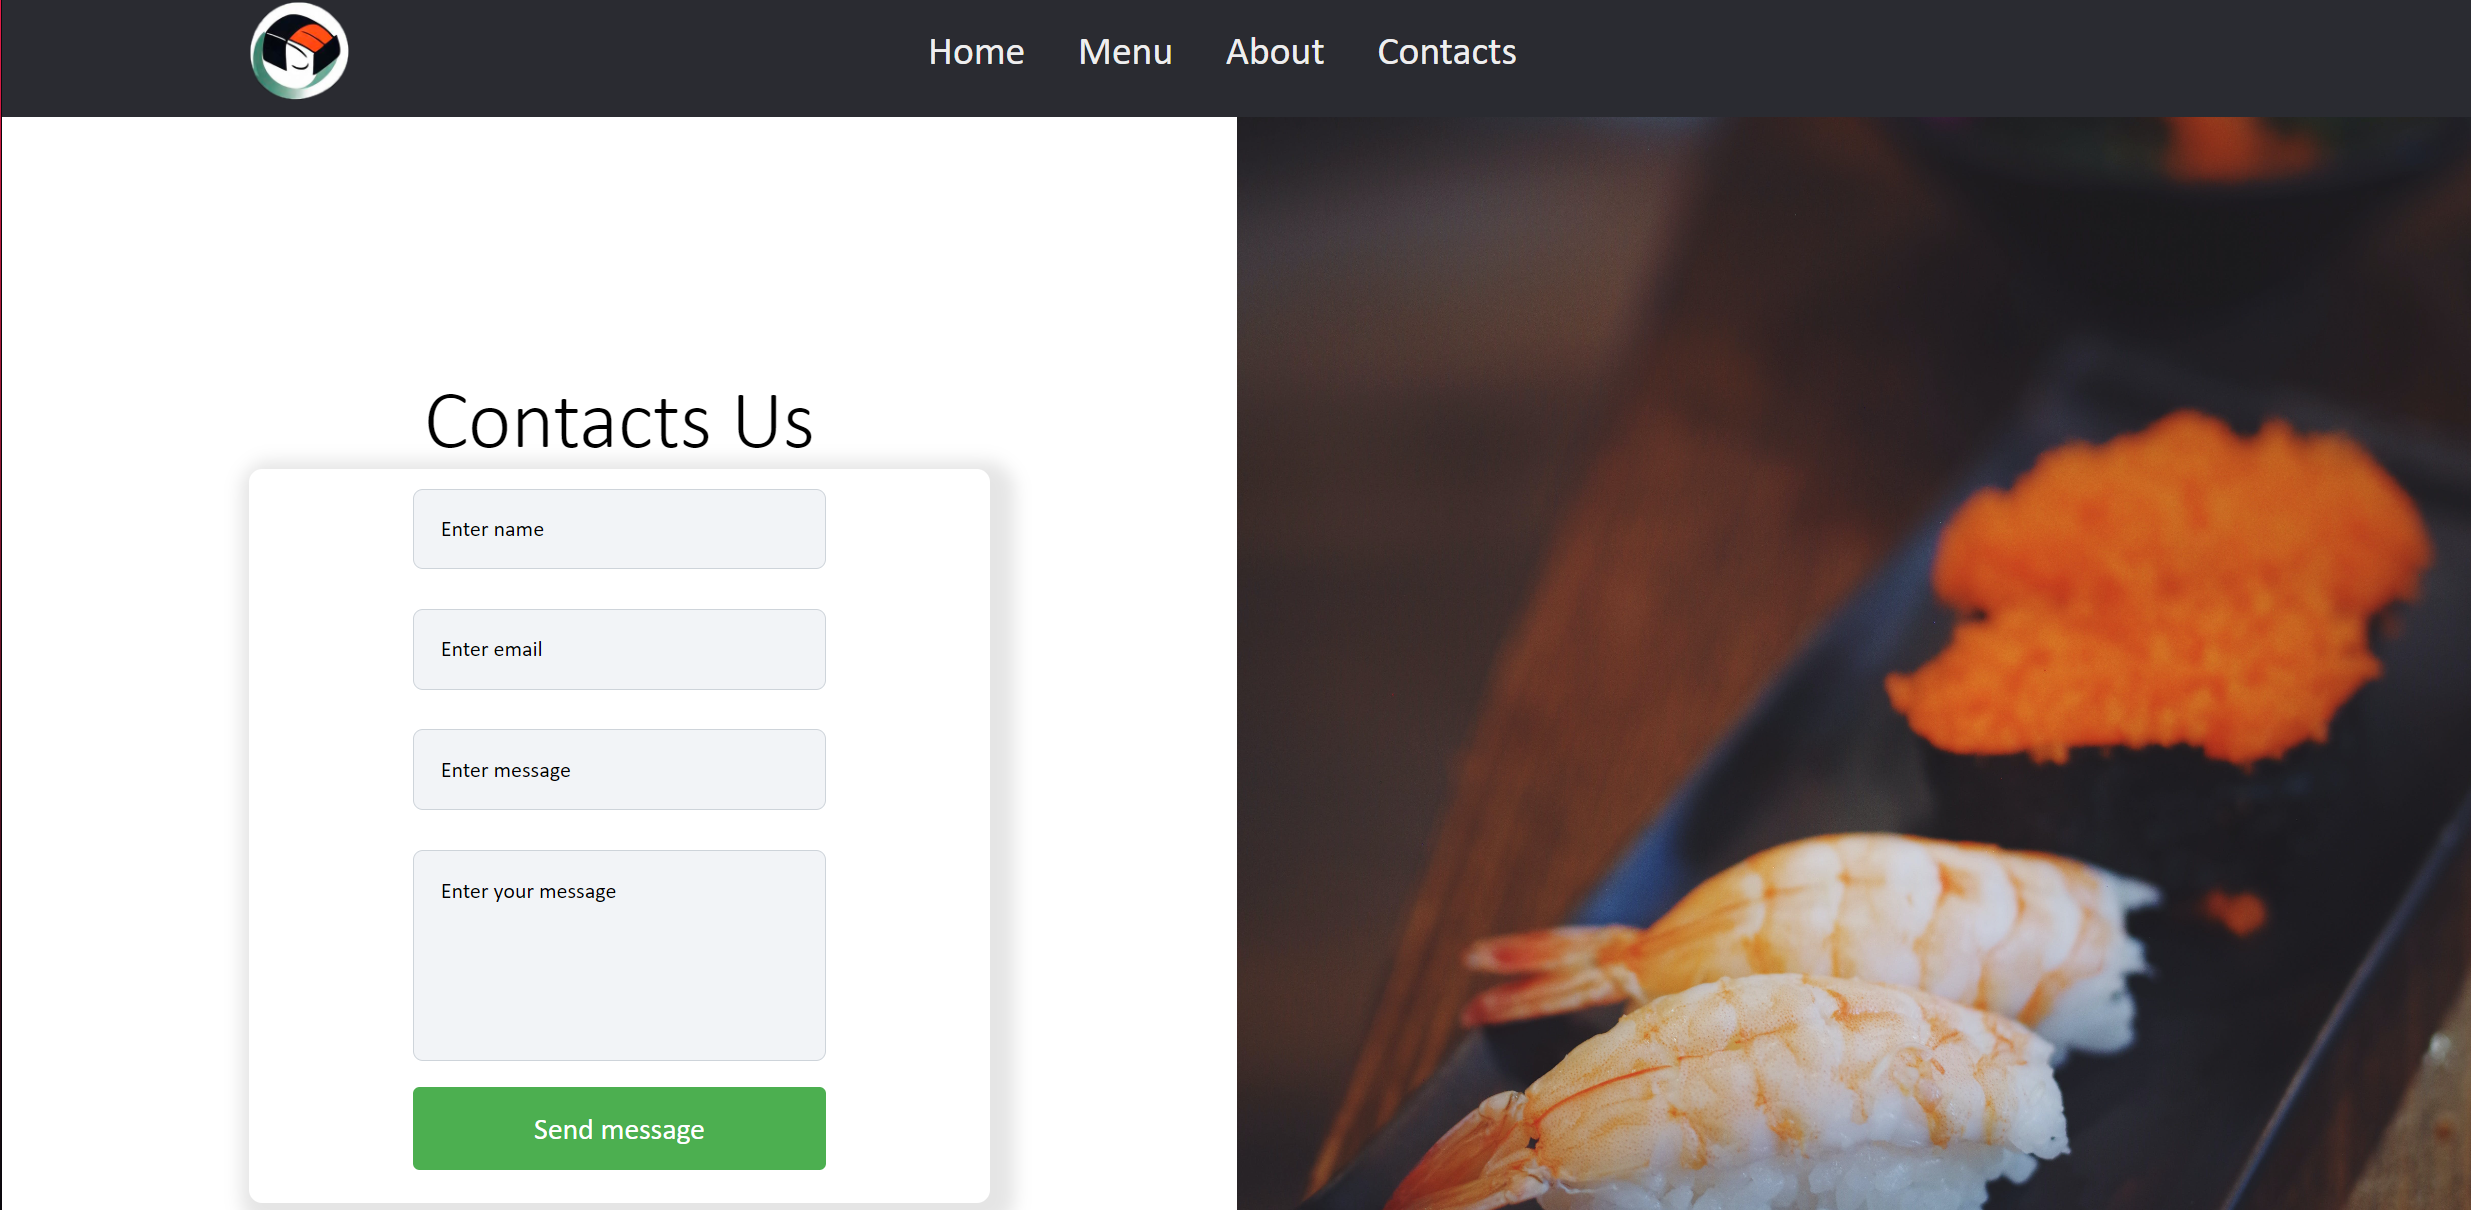 Home Menu About Contacts
Contacts Us
Enter name
Enter email
Enter message
Enter your message
Send message